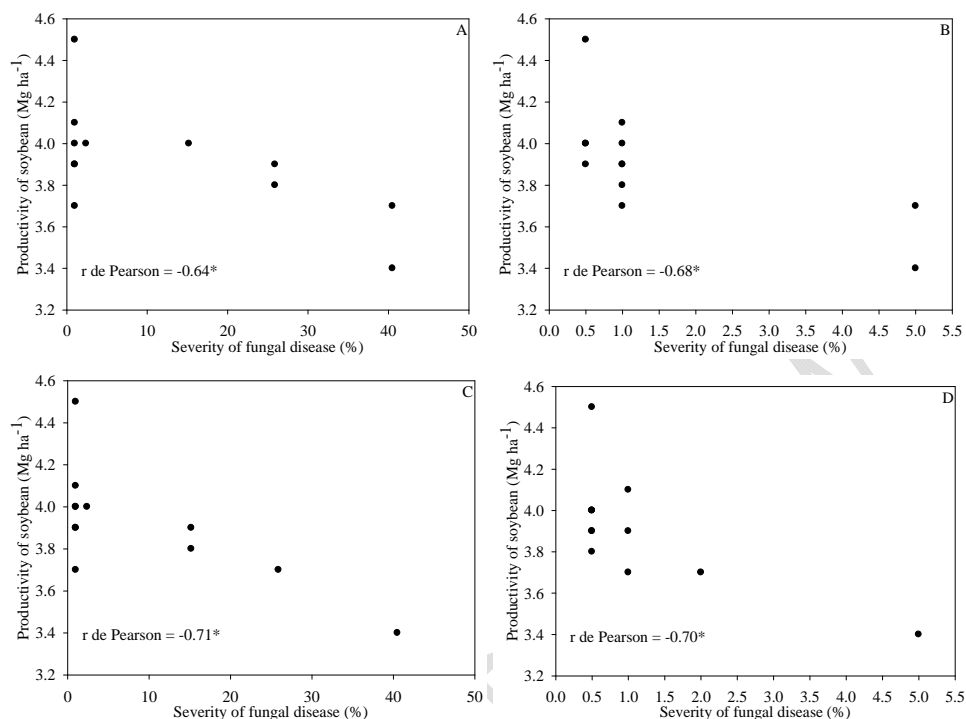 A
Productivity of soybean (Mg ha⁻¹)
4.6
4.4
4.2
4.0
3.8
3.6
3.4
3.2
r de Pearson = -0.64*
0 10 20 30 40 50
Severity of fungal disease (%)
B
Productivity of soybean (Mg ha⁻¹)
4.6
4.4
4.2
4.0
3.8
3.6
3.4
3.2
r de Pearson = -0.68*
0.0 0.5 1.0 1.5 2.0 2.5 3.0 3.5 4.0 4.5 5.0 5.5
Severity of fungal disease (%)
C
Productivity of soybean (Mg ha⁻¹)
4.6
4.4
4.2
4.0
3.8
3.6
3.4
3.2
r de Pearson = -0.71*
0 10 20 30 40 50
Severity of fungal disease (%)
D
Productivity of soybean (Mg ha⁻¹)
4.6
4.4
4.2
4.0
3.8
3.6
3.4
3.2
r de Pearson = -0.70*
0.0 0.5 1.0 1.5 2.0 2.5 3.0 3.5 4.0 4.5 5.0 5.5
Severity of fungal disease (%)